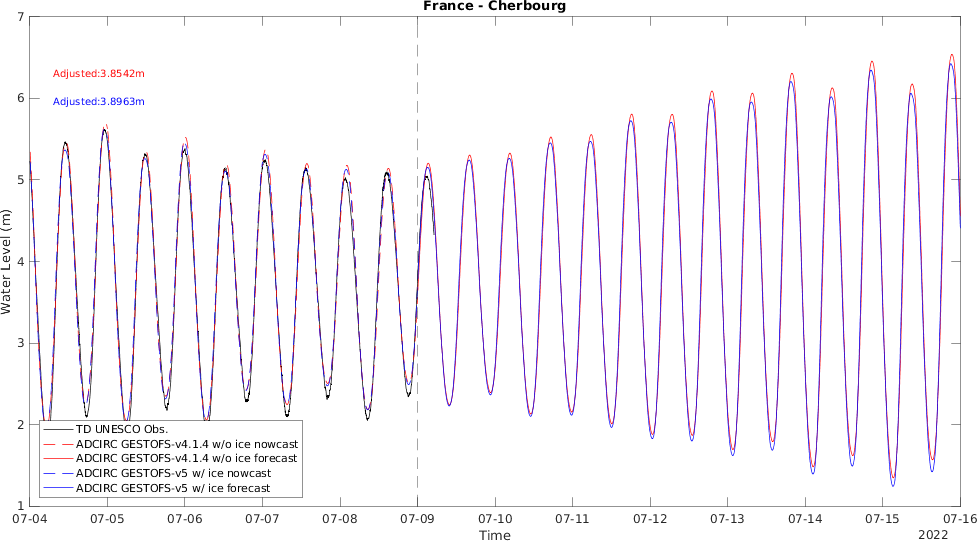 France - Cherbourg
7
6
5
4
3
2
1
Water Level (m)
Adjusted:3.8542m
Adjusted:3.8963m
TD UNESCO Obs.
ADCIRC GESTOFS-v4.1.4 w/o ice nowcast
ADCIRC GESTOFS-v4.1.4 w/o ice forecast
ADCIRC GESTOFS-v5 w/ ice nowcast
ADCIRC GESTOFS-v5 w/ ice forecast
07-04 07-05 07-06 07-07 07-08 07-09 07-10 07-11 07-12 07-13 07-14 07-15 07-16
Time
2022